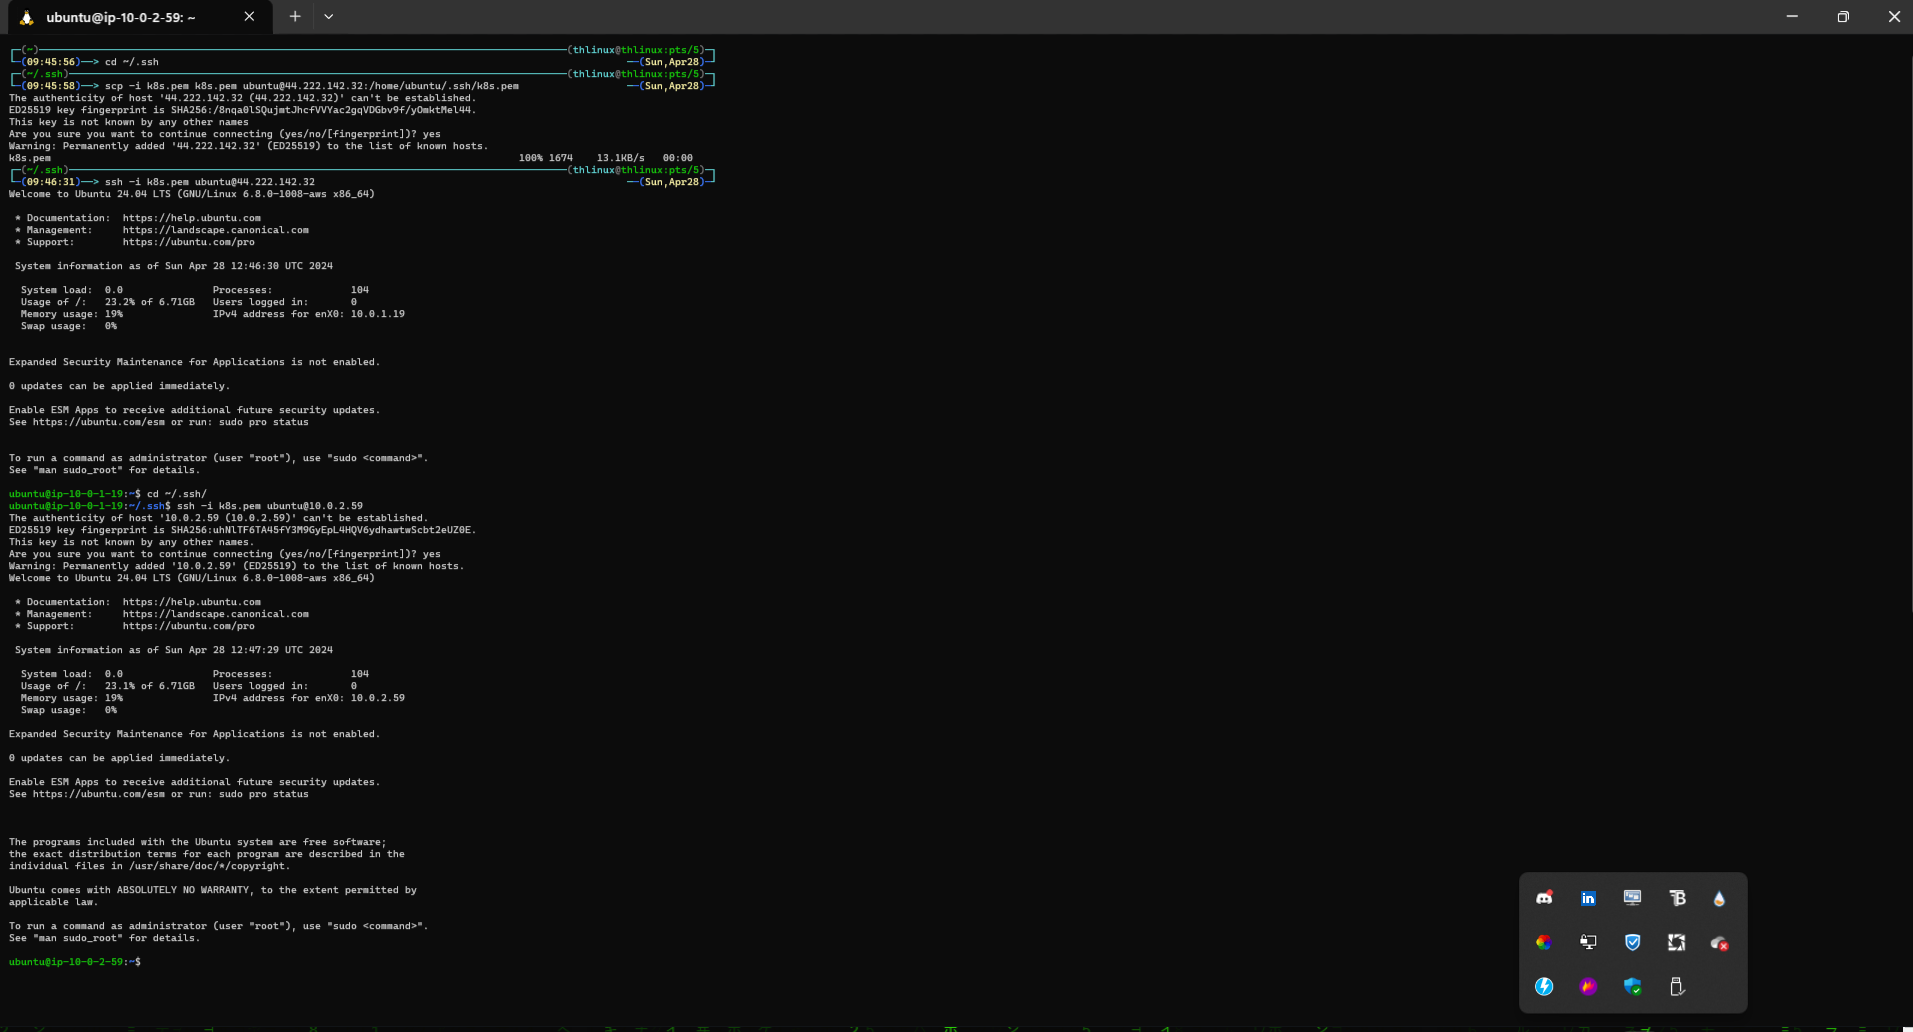 ubuntu@ip-10-0-2-59: ~
(~) (thlinux@thlinux:pts/5)
(09:45:56)──> cd ~/.ssh (Sun,Apr28)
(~/.ssh) (thlinux@thlinux:pts/5)
(09:45:58)──> scp -i k8s.pem k8s.pem ubuntu@44.222.142.32:/home/ubuntu/.ssh/k8s.pem (Sun,Apr28)
The authenticity of host '44.222.142.32 (44.222.142.32)' can't be established.
ED25519 key fingerprint is SHA256:/8nqa0lSQujmtJhcfVVYac2gqVDGbv9f/yOmktMel44.
This key is not known by any other names
Are you sure you want to continue connecting (yes/no/[fingerprint])? yes
Warning: Permanently added '44.222.142.32' (ED25519) to the list of known hosts.
k8s.pem 100% 1674 13.1KB/s 00:00
(~/.ssh) (thlinux@thlinux:pts/5)
(09:46:31)──> ssh -i k8s.pem ubuntu@44.222.142.32 (Sun,Apr28)
Welcome to Ubuntu 24.04 LTS (GNU/Linux 6.8.0-1008-aws x86_64)
* Documentation: https://help.ubuntu.com
* Management: https://landscape.canonical.com
* Support: https://ubuntu.com/pro
System information as of Sun Apr 28 12:46:30 UTC 2024
System load: 0.0 Processes: 104
Usage of /: 23.2% of 6.71GB Users logged in: 0
Memory usage: 19% IPv4 address for enX0: 10.0.1.19
Swap usage: 0%
Expanded Security Maintenance for Applications is not enabled.
0 updates can be applied immediately.
Enable ESM Apps to receive additional future security updates.
See https://ubuntu.com/esm or run: sudo pro status
To run a command as administrator (user "root"), use "sudo <command>".
See "man sudo_root" for details.
ubuntu@ip-10-0-1-19:~$ cd ~/.ssh/
ubuntu@ip-10-0-1-19:~/.ssh$ ssh -i k8s.pem ubuntu@10.0.2.59
The authenticity of host '10.0.2.59 (10.0.2.59)' can't be established.
ED25519 key fingerprint is SHA256:uhNlTF6TA45fY3M9GyEpL4HQV6ydhawtwScbt2eUZ0E.
This key is not known by any other names.
Are you sure you want to continue connecting (yes/no/[fingerprint])? yes
Warning: Permanently added '10.0.2.59' (ED25519) to the list of known hosts.
Welcome to Ubuntu 24.04 LTS (GNU/Linux 6.8.0-1008-aws x86_64)
* Documentation: https://help.ubuntu.com
* Management: https://landscape.canonical.com
* Support: https://ubuntu.com/pro
System information as of Sun Apr 28 12:47:29 UTC 2024
System load: 0.0 Processes: 104
Usage of /: 23.1% of 6.71GB Users logged in: 0
Memory usage: 19% IPv4 address for enX0: 10.0.2.59
Swap usage: 0%
Expanded Security Maintenance for Applications is not enabled.
0 updates can be applied immediately.
Enable ESM Apps to receive additional future security updates.
See https://ubuntu.com/esm or run: sudo pro status
The programs included with the Ubuntu system are free software;
the exact distribution terms for each program are described in the
individual files in /usr/share/doc/*/copyright.
Ubuntu comes with ABSOLUTELY NO WARRANTY, to the extent permitted by
applicable law.
To run a command as administrator (user "root"), use "sudo <command>".
See "man sudo_root" for details.
ubuntu@ip-10-0-2-59:~$